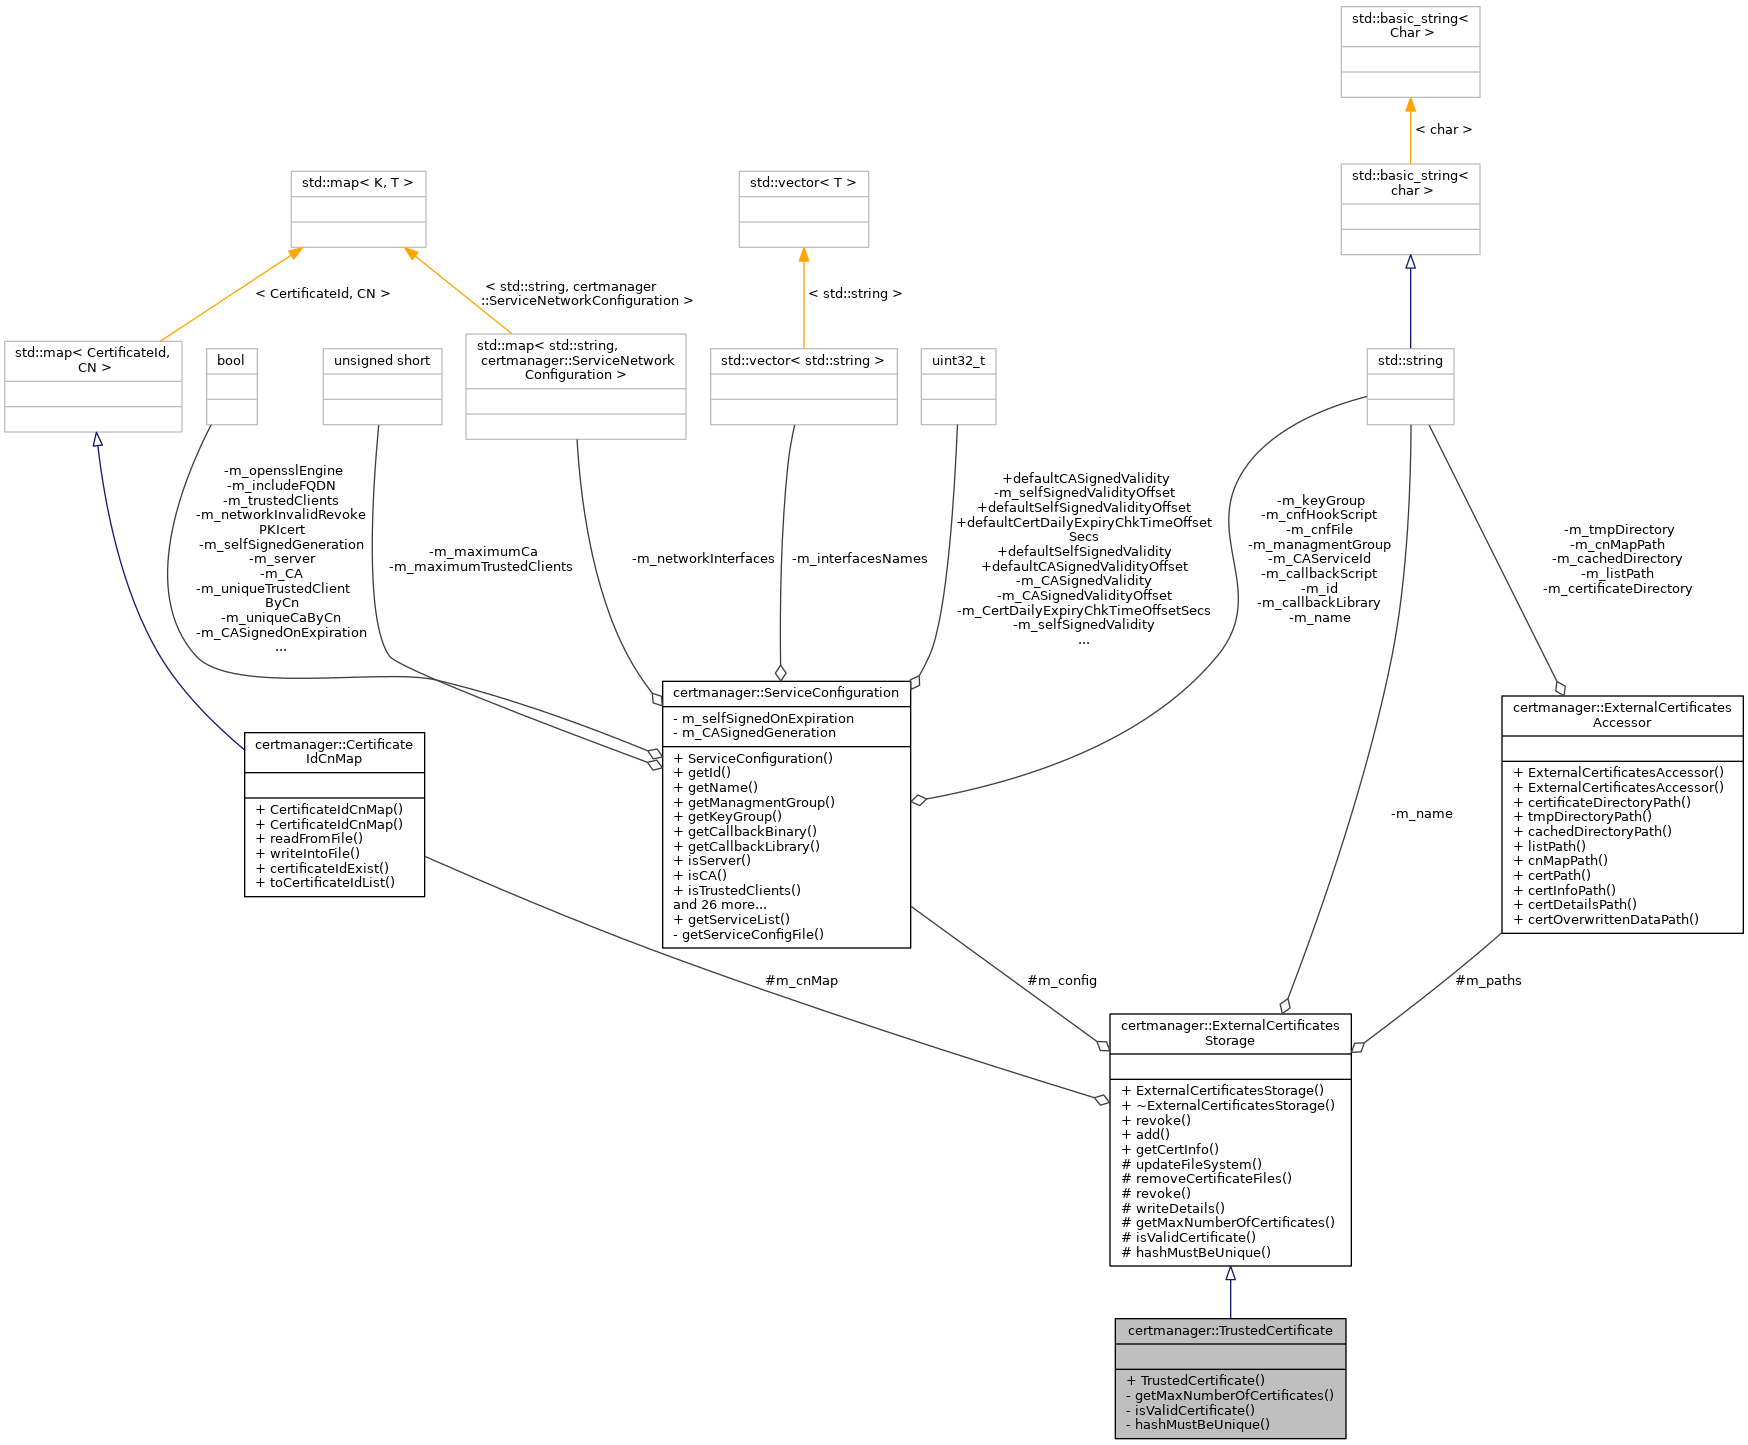 std::basic_string<
Char >
< char >
std::basic_string<
char >
std::map< K, T >
std::vector< T >
< CertificateId, CN >
< std::string, certmanager
::ServiceNetworkConfiguration >
< std::string >
std::map< CertificateId,
CN >
bool
unsigned short
std::map< std::string,
certmanager::ServiceNetwork
Configuration >
std::vector< std::string >
uint32_t
std::string
-m_opensslEngine
-m_includeFQDN
-m_trustedClients
-m_networkInvalidRevoke
PKIcert
-m_selfSignedGeneration
-m_server
-m_CA
-m_uniqueTrustedClient
ByCn
-m_uniqueCaByCn
-m_CASignedOnExpiration
...
-m_maximumCa
-m_maximumTrustedClients
-m_networkInterfaces
-m_interfacesNames
+defaultCASignedValidity
-m_selfSignedValidityOffset
+defaultSelfSignedValidityOffset
+defaultCertDailyExpiryChkTimeOffset
Secs
+defaultSelfSignedValidity
+defaultCASignedValidityOffset
-m_CASignedValidity
-m_CASignedValidityOffset
-m_CertDailyExpiryChkTimeOffsetSecs
-m_selfSignedValidity
...
-m_keyGroup
-m_cnfHookScript
-m_cnfFile
-m_managmentGroup
-m_CAServiceId
-m_callbackScript
-m_id
-m_callbackLibrary
-m_name
-m_tmpDirectory
-m_cnMapPath
-m_cachedDirectory
-m_listPath
-m_certificateDirectory
certmanager::Certificate
IdCnMap
+ CertificateIdCnMap()
+ CertificateIdCnMap()
+ readFromFile()
+ writeIntoFile()
+ certificateIdExist()
+ toCertificateIdList()
certmanager::ServiceConfiguration
- m_selfSignedOnExpiration
- m_CASignedGeneration
+ ServiceConfiguration()
+ getId()
+ getName()
+ getManagmentGroup()
+ getKeyGroup()
+ getCallbackBinary()
+ getCallbackLibrary()
+ isServer()
+ isCA()
+ isTrustedClients()
and 26 more...
+ getServiceList()
- getServiceConfigFile()
-m_name
certmanager::ExternalCertificates
Accessor
+ ExternalCertificatesAccessor()
+ ExternalCertificatesAccessor()
+ certificateDirectoryPath()
+ tmpDirectoryPath()
+ cachedDirectoryPath()
+ listPath()
+ cnMapPath()
+ certPath()
+ certInfoPath()
+ certDetailsPath()
+ certOverwrittenDataPath()
#m_cnMap
#m_config
#m_paths
certmanager::ExternalCertificates
Storage
+ ExternalCertificatesStorage()
+ ~ExternalCertificatesStorage()
+ revoke()
+ add()
+ getCertInfo()
# updateFileSystem()
# removeCertificateFiles()
# revoke()
# writeDetails()
# getMaxNumberOfCertificates()
# isValidCertificate()
# hashMustBeUnique()
certmanager::TrustedCertificate
+ TrustedCertificate()
- getMaxNumberOfCertificates()
- isValidCertificate()
- hashMustBeUnique()